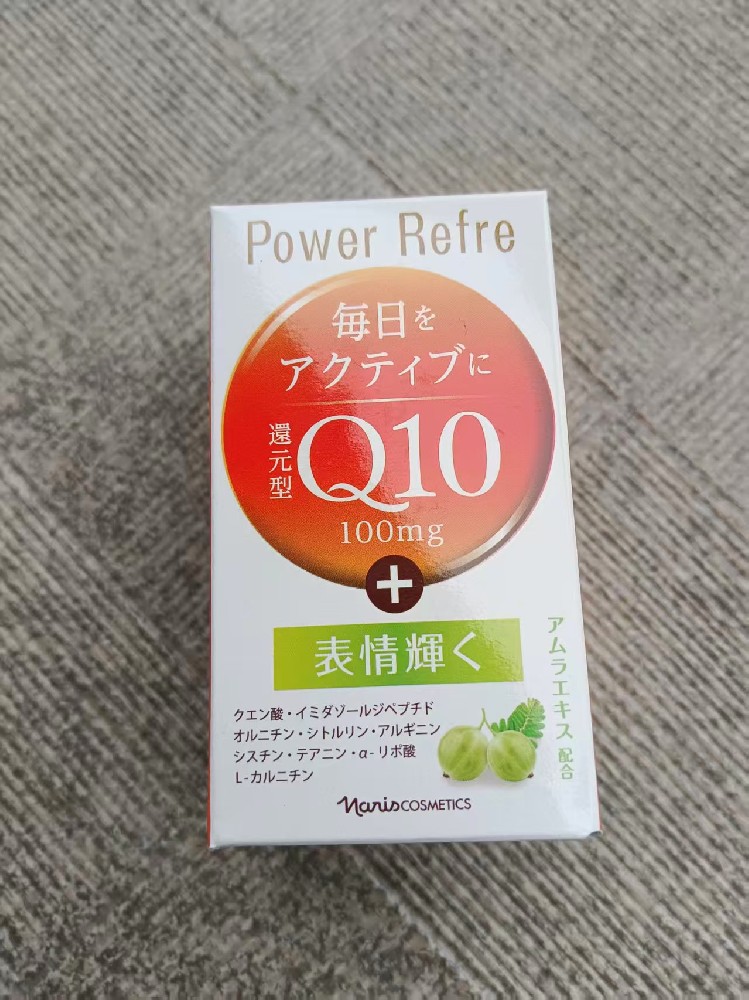 Power Refre
毎日を
アクティブに
還元型
Q10
100mg
+
表情輝く
アムラエキス配合
クエン酸・イミダゾールジペプチド
オルニチン・シトルリン・アルギニン
シスチン・テアニン・α-リポ酸
L-カルニチン
naris COSMETICS